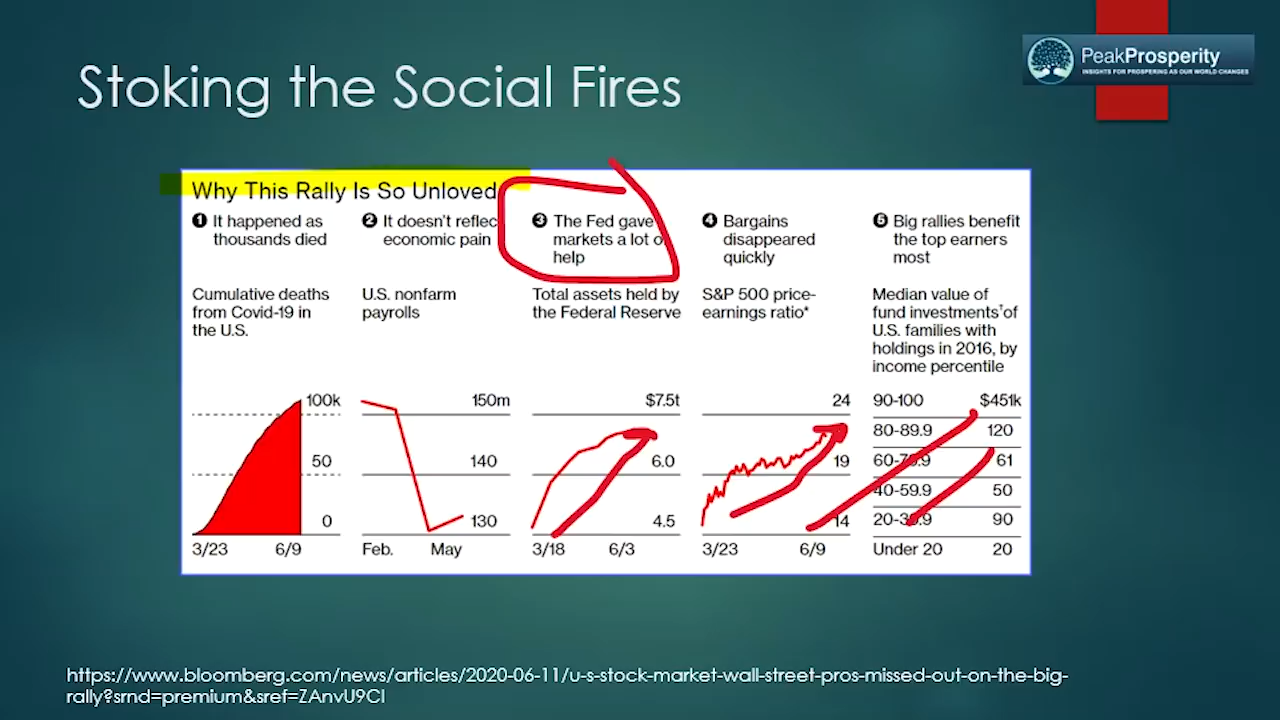 Stoking the Social Fires
PeakProsperity
INSIGHTS FOR PROSPERING AS OUR WORLD CHANGES
Why This Rally Is So Unloved
1 It happened as
thousands died
Cumulative deaths
from Covid-19 in
the U.S.
100k
50
0
3/23 6/9
2 It doesn't reflec
economic pain
U.S. nonfarm
payrolls
150m
140
130
Feb. May
3 The Fed gave
markets a lot o
help
Total assets held by
the Federal Reserve
$7.5t
6.0
4.5
3/18 6/3
4 Bargains
disappeared
quickly
S&P 500 price-
earnings ratio*
24
19
14
3/23 6/9
5 Big rallies benefit
the top earners
most
Median value of
fund investments†of
U.S. families with
holdings in 2016, by
income percentile
90-100 $451k
80-89.9 120
60-79.9 61
40-59.9 50
20-39.9 90
Under 20 20
https://www.bloomberg.com/news/articles/2020-06-11/u-s-stock-market-wall-street-pros-missed-out-on-the-big-
rally?srnd=premium&sref=ZAnvU9CI